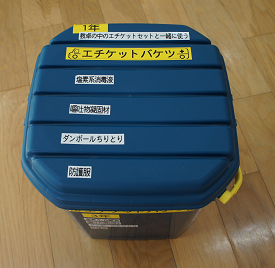 1年
教卓の中のエチケットセットと一緒に使う
エチケットバケツ
塩素系消毒液
嘔吐物凝固材
ダンボールちりとり
防護服